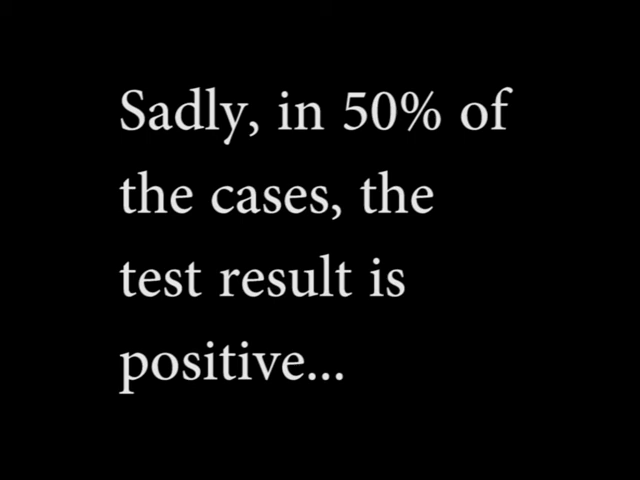 Sadly, in 50% of
the cases, the
test result is
positive...